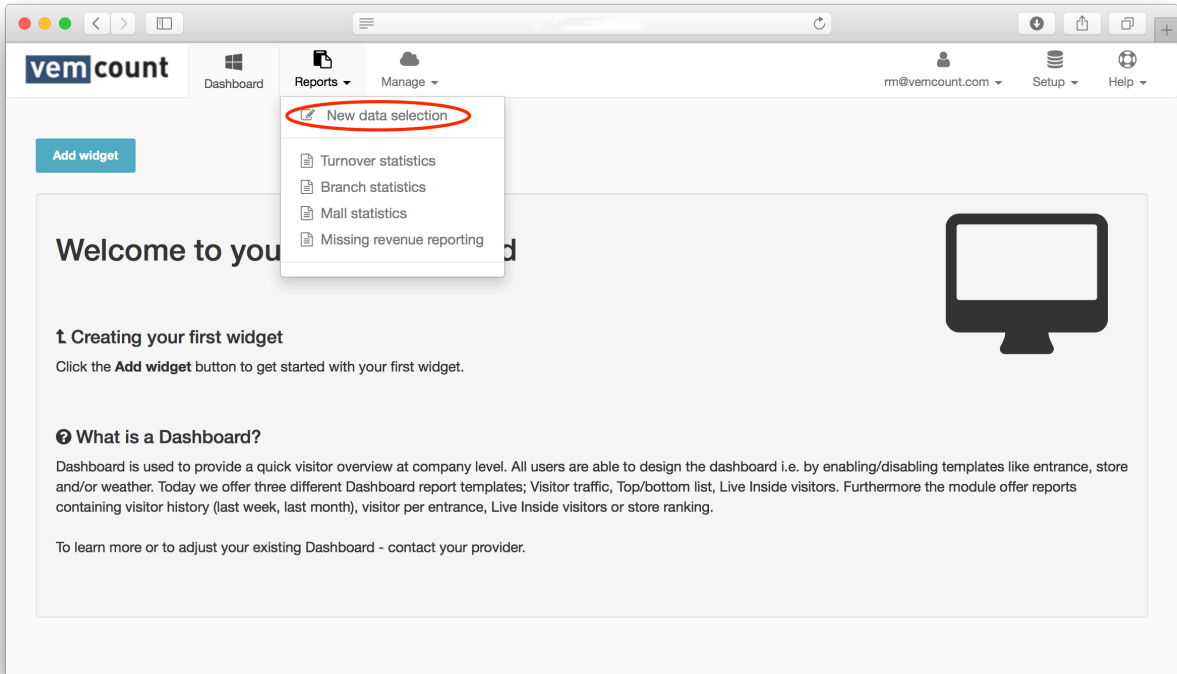 vemcount
Dashboard
Reports
Manage
rm@vemcount.com
Setup
Help
New data selection
Turnover statistics
Branch statistics
Mall statistics
Missing revenue reporting
Add widget
Welcome to you d
Creating your first widget
Click the Add widget button to get started with your first widget.
What is a Dashboard?
Dashboard is used to provide a quick visitor overview at company level. All users are able to design the dashboard i.e. by enabling/disabling templates like entrance, store
and/or weather. Today we offer three different Dashboard report templates; Visitor traffic, Top/bottom list, Live Inside visitors. Furthermore the module offer reports
containing visitor history (last week, last month), visitor per entrance, Live Inside visitors or store ranking.
To learn more or to adjust your existing Dashboard - contact your provider.